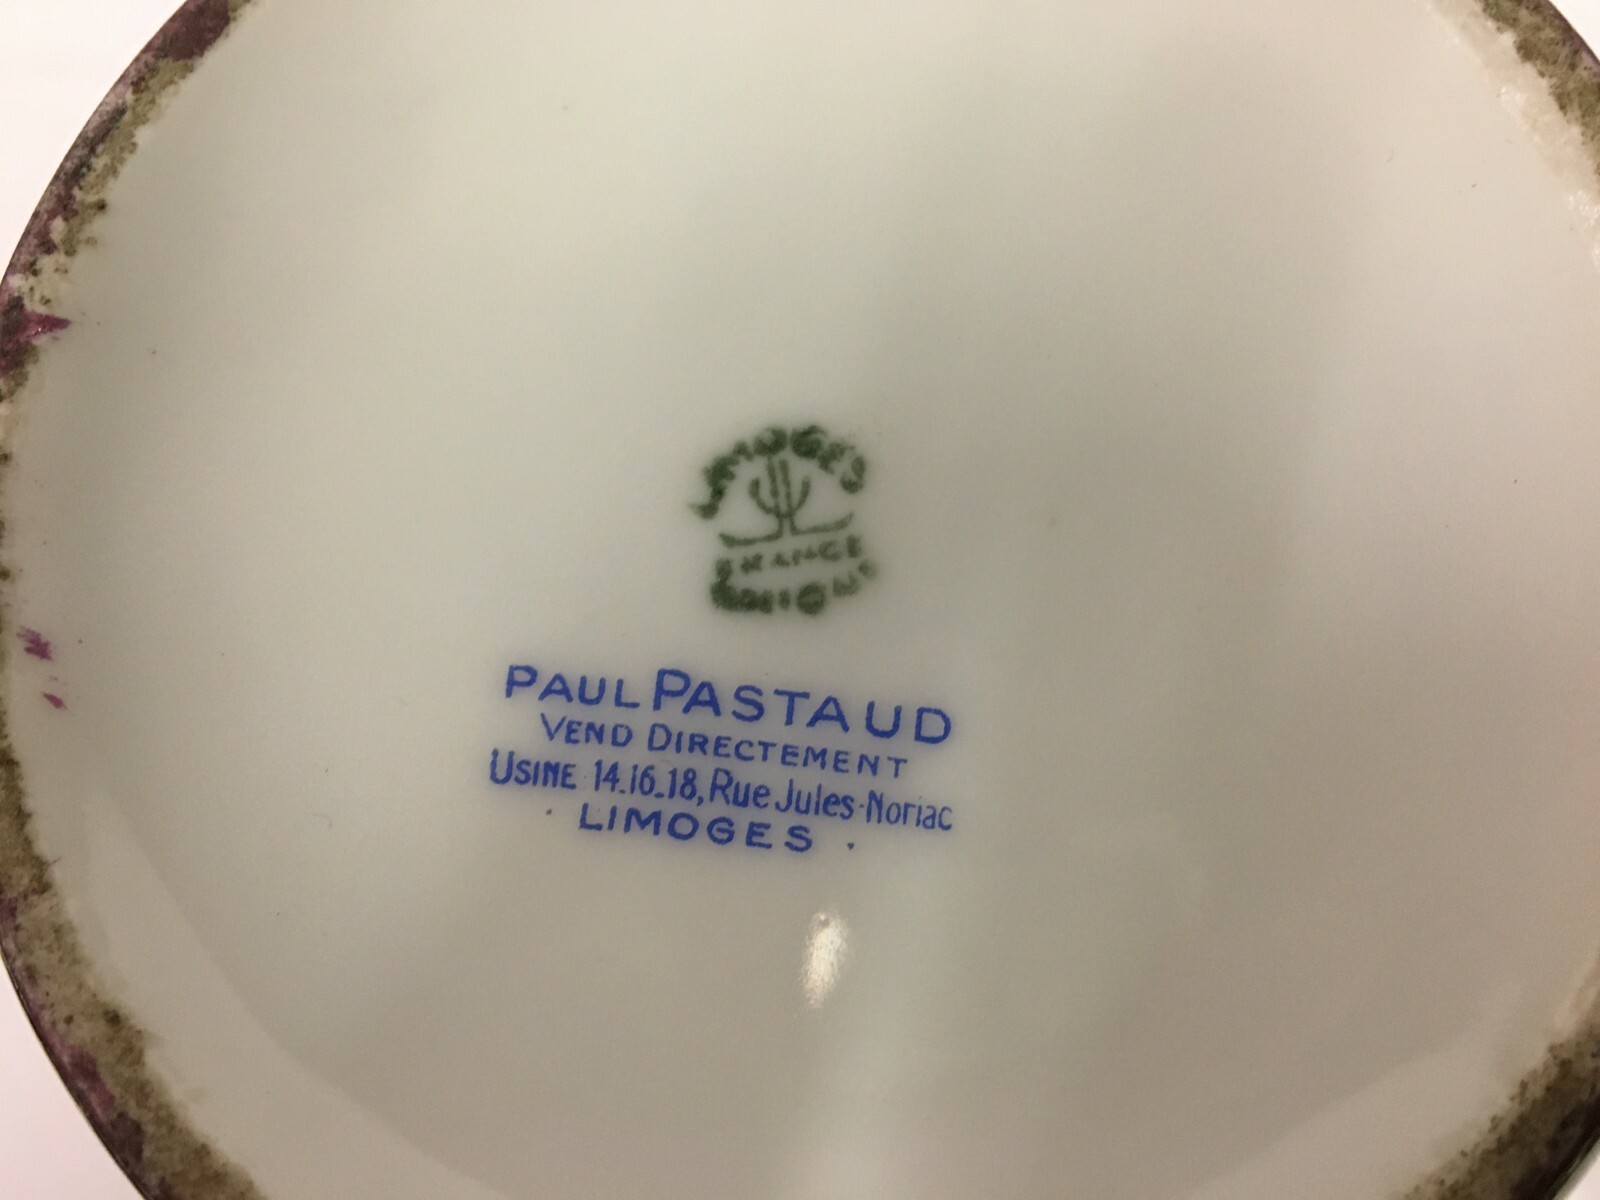 LIMOGES
FRANCE
PAUL PASTAUD
VEND DIRECTEMENT
USINE 14.16.18, Rue Jules-Noriac
LIMOGES